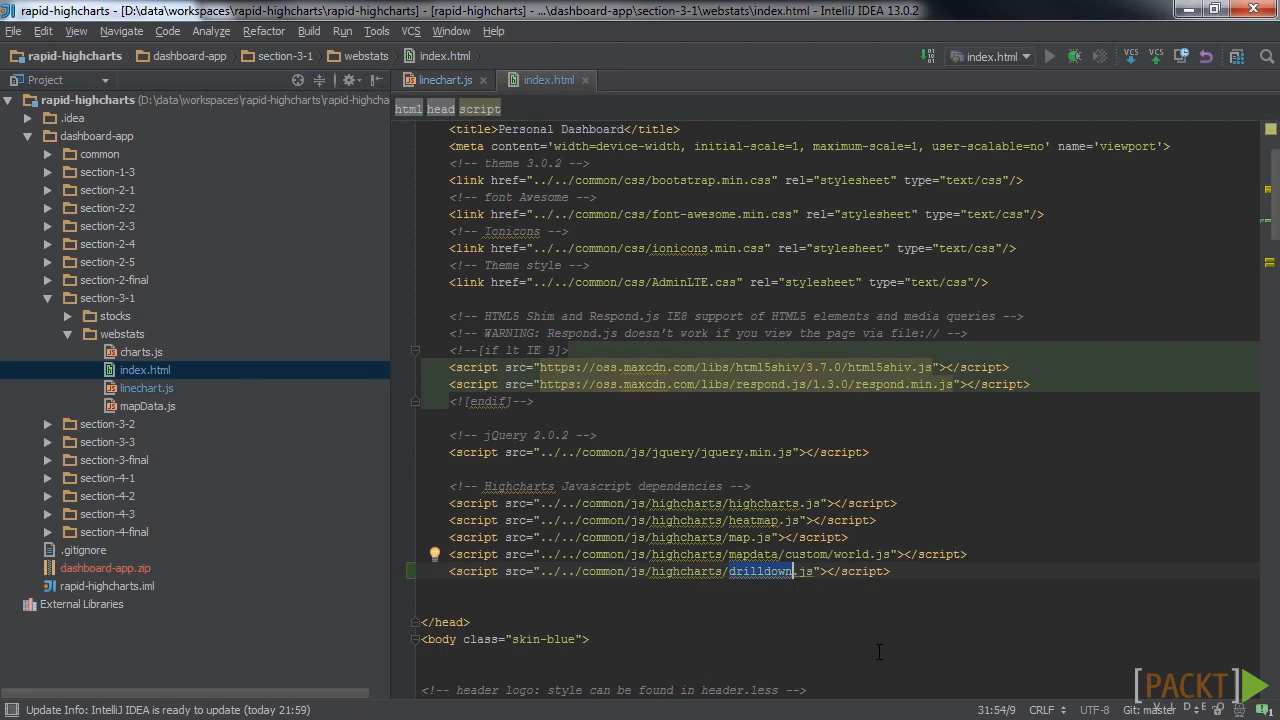 rapid-highcharts - [D:\data\workspaces\rapid-highcharts\rapid-highcharts] - [rapid-highcharts] - ...\dashboard-app\section-3-1\webstats\index.html - IntelliJ IDEA 13.0.2
File Edit View Navigate Code Analyze Refactor Build Run Tools VCS Window Help
rapid-highcharts dashboard-app section-3-1 webstats index.html index.html VCS VCS
Project linechart.js index.html
rapid-highcharts (D:\data\workspaces\rapid-highcharts\rapid-highcha
html head script
.idea
dashboard-app
common
section-1-3
section-2-1
section-2-2
section-2-3
section-2-4
section-2-5
section-2-final
section-3-1
stocks
webstats
charts.js
index.html
linechart.js
mapData.js
section-3-2
section-3-3
section-3-final
section-4-1
section-4-2
section-4-3
section-4-final
.gitignore
dashboard-app.zip
rapid-highcharts.iml
External Libraries
<title>Personal Dashboard</title>
<meta content='width=device-width, initial-scale=1, maximum-scale=1, user-scalable=no' name='viewport'>
<!-- theme 3.0.2 -->
<link href="../../common/css/bootstrap.min.css" rel="stylesheet" type="text/css"/>
<!-- font Awesome -->
<link href="../../common/css/font-awesome.min.css" rel="stylesheet" type="text/css"/>
<!-- Ionicons -->
<link href="../../common/css/ionicons.min.css" rel="stylesheet" type="text/css"/>
<!-- Theme style -->
<link href="../../common/css/AdminLTE.css" rel="stylesheet" type="text/css"/>
<!-- HTML5 Shim and Respond.js IE8 support of HTML5 elements and media queries -->
<!-- WARNING: Respond.js doesn't work if you view the page via file:// -->
<!--[if lt IE 9]>
<script src="https://oss.maxcdn.com/libs/html5shiv/3.7.0/html5shiv.js"></script>
<script src="https://oss.maxcdn.com/libs/respond.js/1.3.0/respond.min.js"></script>
<![endif]-->
<!-- jQuery 2.0.2 -->
<script src="../../common/js/jquery/jquery.min.js"></script>
<!-- Highcharts Javascript dependencies -->
<script src="../../common/js/highcharts/highcharts.js"></script>
<script src="../../common/js/highcharts/heatmap.js"></script>
<script src="../../common/js/highcharts/map.js"></script>
<script src="../../common/js/highcharts/mapdata/custom/world.js"></script>
<script src="../../common/js/highcharts/drilldown.js"></script>
</head>
<body class="skin-blue">
<!-- header logo: style can be found in header.less -->
[PACKT]
VIDEO
Update Info: IntelliJ IDEA is ready to update (today 21:59) 31:54/9 CRLF UTF-8 Git: master